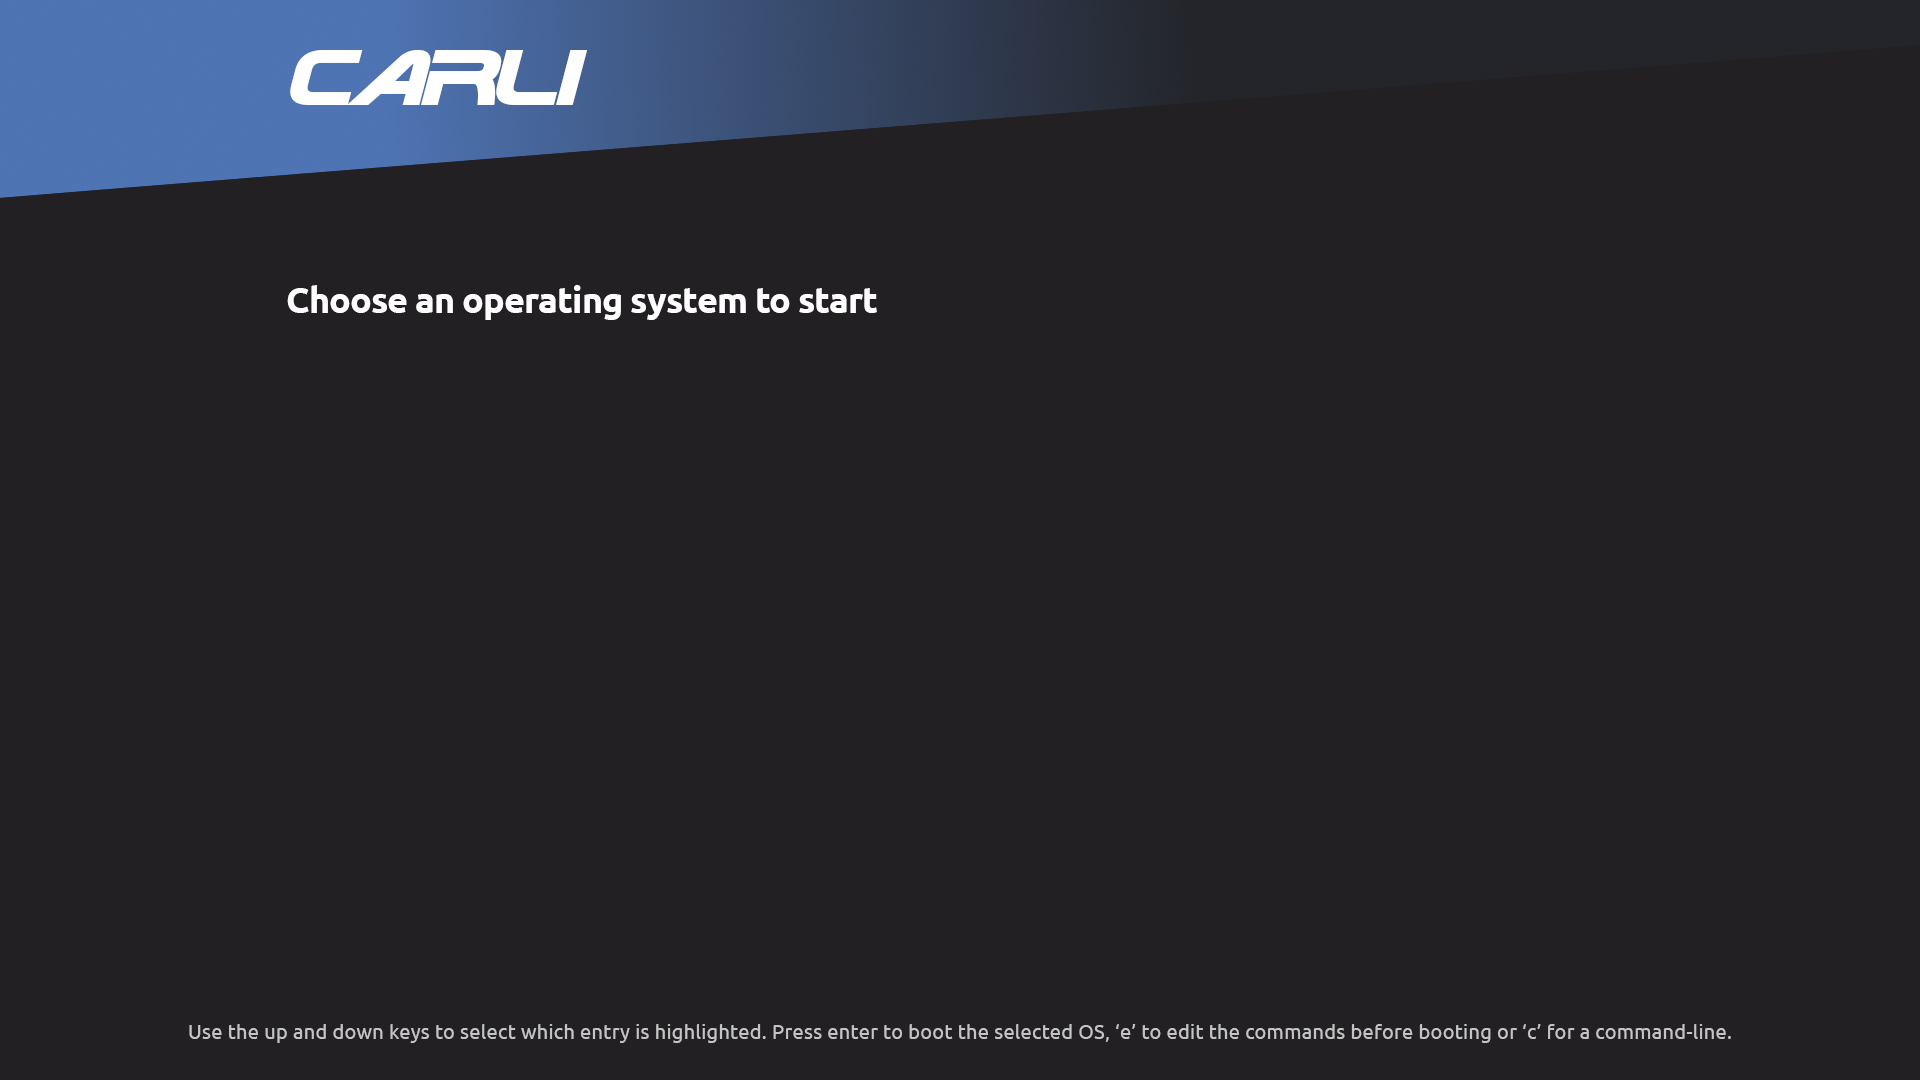 CARLI
Choose an operating system to start
Use the up and down keys to select which entry is highlighted. Press enter to boot the selected OS, ‘e’ to edit the commands before booting or ‘c’ for a command-line.